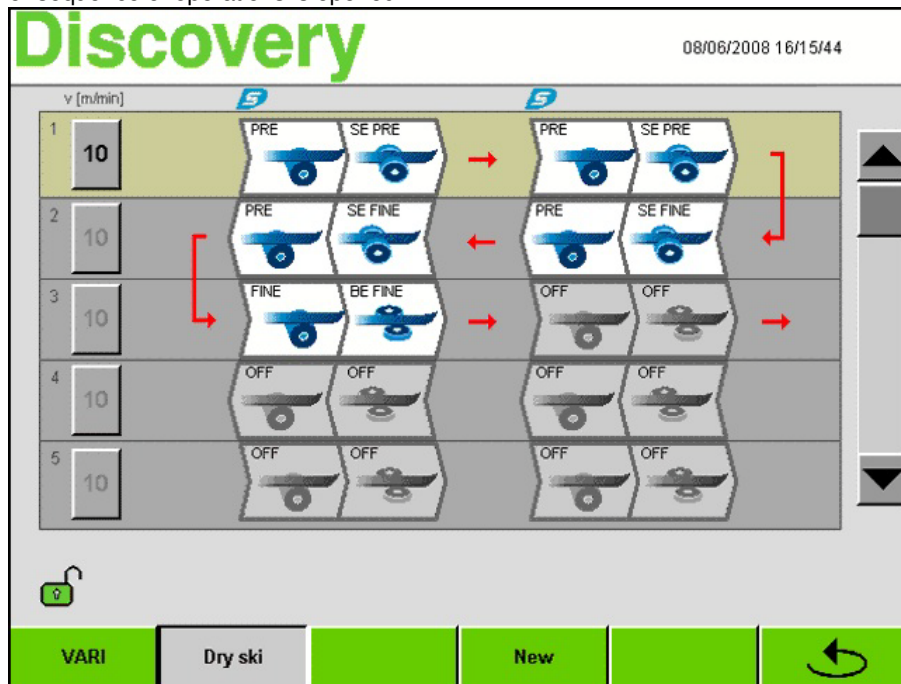 Discovery
08/06/2008 16/15/44
v [m/min]
1 10 PRE SE PRE PRE SE PRE
2 10 PRE SE FINE PRE SE FINE
3 10 FINE BE FINE OFF OFF
4 10 OFF OFF OFF OFF
5 10 OFF OFF OFF OFF
VARI Dry ski New